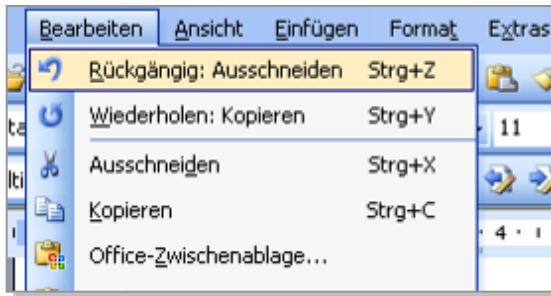 Bearbeiten Ansicht Einfügen Format Extras
Rückgängig: Ausschneiden Strg+Z
Wiederholen: Kopieren Strg+Y
11
Ausschneiden Strg+X
Kopieren Strg+C
4
Office-Zwischenablage...